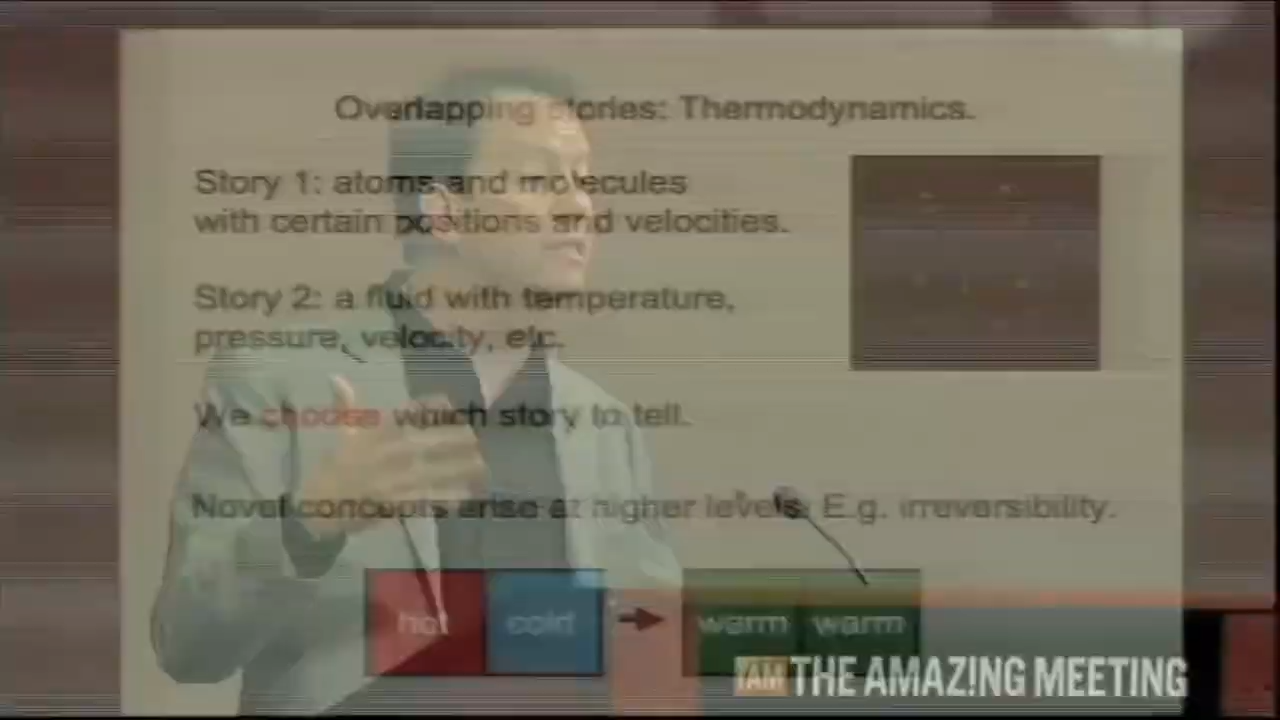 Overlapping stories: Thermodynamics.
Story 1: atoms and molecules
with certain positions and velocities.
Story 2: a fluid with temperature,
pressure, velocity, etc.
We choose which story to tell.
Novel concepts arise at higher levels. E.g. irreversibility.
hot cold warm warm
TAM THE AMAZ!NG MEETING